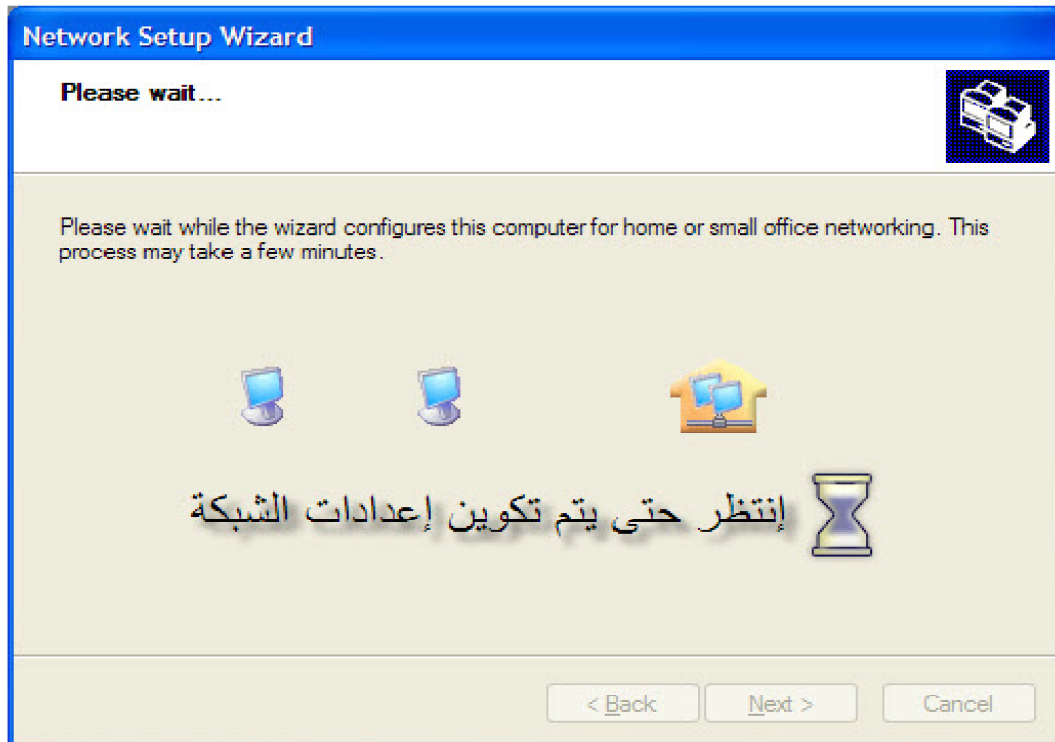 Network Setup Wizard
Please wait...
Please wait while the wizard configures this computer for home or small office networking. This
process may take a few minutes.
إنتظر حتى يتم تكوين إعدادات الشبكة
< Back
Next >
Cancel